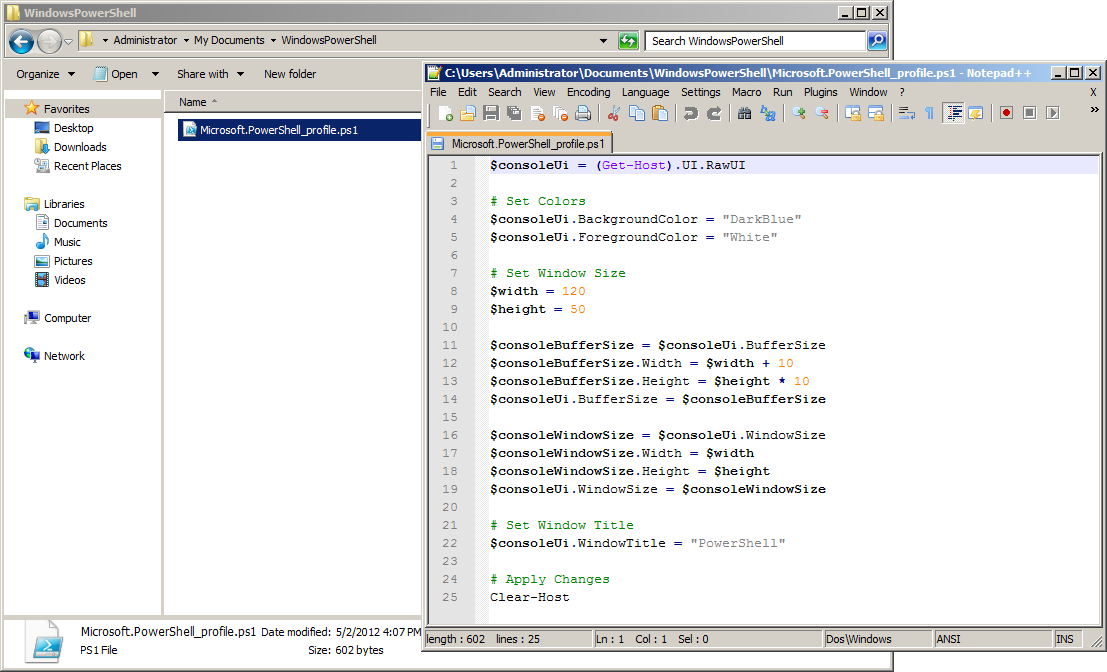 WindowsPowerShell
Administrator My Documents WindowsPowerShell
Search WindowsPowerShell
Organize Open Share with New folder
Favorites
Desktop
Downloads
Recent Places
Libraries
Documents
Music
Pictures
Videos
Computer
Network
Name
Microsoft.PowerShell_profile.ps1
Microsoft.PowerShell_profile.ps1 Date modified: 5/2/2012 4:07 PM
PS1 File Size: 602 bytes
C:\Users\Administrator\Documents\WindowsPowerShell\Microsoft.PowerShell_profile.ps1 - Notepad++
File Edit Search View Encoding Language Settings Macro Run Plugins Window ? X
Microsoft.PowerShell_profile.ps1
1 $consoleUi = (Get-Host).UI.RawUI
2
3 # Set Colors
4 $consoleUi.BackgroundColor = "DarkBlue"
5 $consoleUi.ForegroundColor = "White"
6
7 # Set Window Size
8 $width = 120
9 $height = 50
10
11 $consoleBufferSize = $consoleUi.BufferSize
12 $consoleBufferSize.Width = $width + 10
13 $consoleBufferSize.Height = $height * 10
14 $consoleUi.BufferSize = $consoleBufferSize
15
16 $consoleWindowSize = $consoleUi.WindowSize
17 $consoleWindowSize.Width = $width
18 $consoleWindowSize.Height = $height
19 $consoleUi.WindowSize = $consoleWindowSize
20
21 # Set Window Title
22 $consoleUi.WindowTitle = "PowerShell"
23
24 # Apply Changes
25 Clear-Host
length : 602 lines : 25 Ln : 1 Col : 1 Sel : 0 Dos\Windows ANSI INS